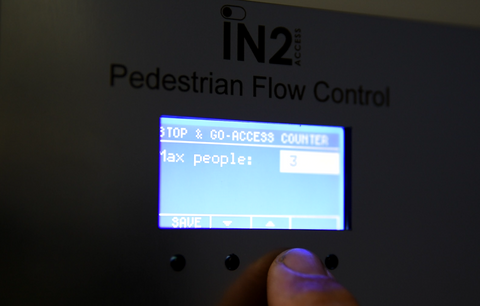 IN2
ACCESS
Pedestrian Flow Control
STOP & GO-ACCESS COUNTER
Max people: 3
SAVE